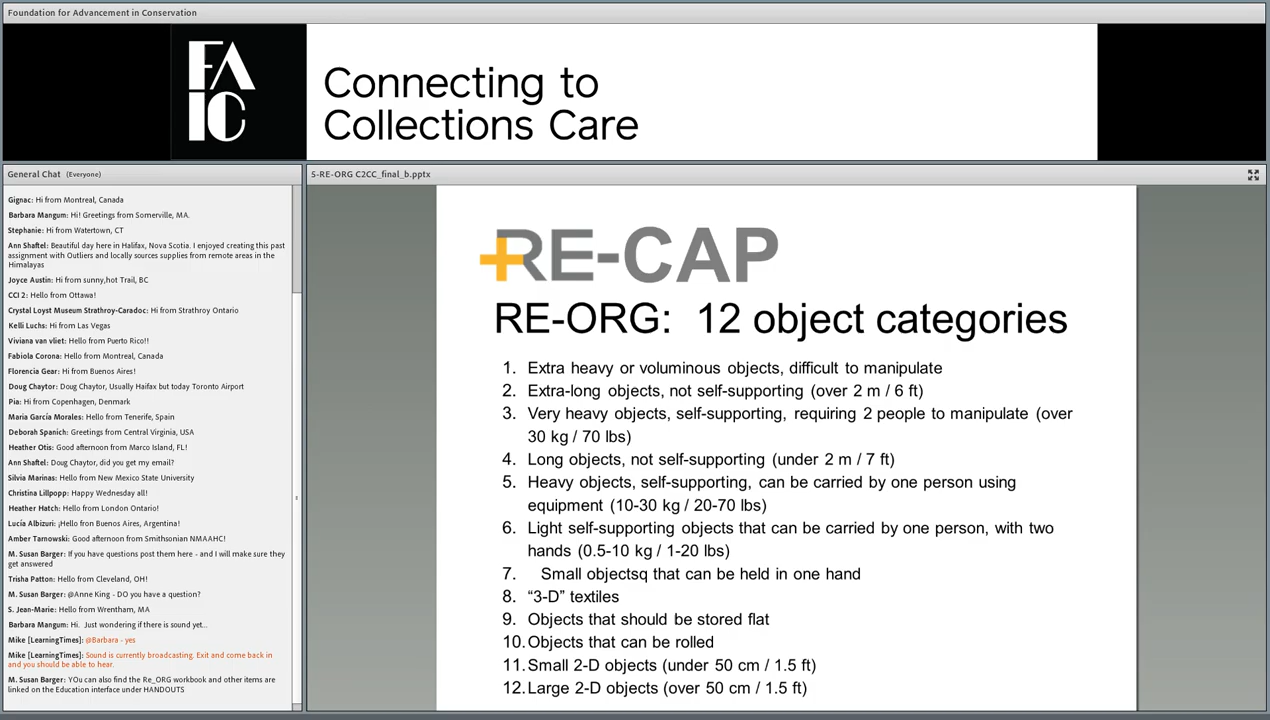 Foundation for Advancement in Conservation
FA
IC
Connecting to
Collections Care
General Chat (Everyone)
Gignac: Hi from Montreal, Canada
Barbara Mangum: Hi! Greetings from Somerville, MA.
Stephanie: Hi from Watertown, CT
Ann Shaftel: Beautiful day here in Halifax, Nova Scotia. I enjoyed creating this past
assignment with Outliers and locally sources supplies from remote areas in the
Himalayas
Joyce Austin: Hi from sunny,hot Trail, BC
CCI 2: Hello from Ottawa!
Crystal Loyst Museum Strathroy-Caradoc: Hi from Strathroy Ontario
Kelli Luchs: Hi from Las Vegas
Viviana van vliet: Hello from Puerto Rico!!
Fabiola Corona: Hello from Montreal, Canada
Florencia Gear: Hi from Buenos Aires!
Doug Chaytor: Doug Chaytor, Usually Haifax but today Toronto Airport
Pia: Hi from Copenhagen, Denmark
Maria García Morales: Hello from Tenerife, Spain
Deborah Spanich: Greetings from Central Virginia, USA
Heather Otis: Good afternoon from Marco Island, FL!
Ann Shaftel: Doug Chaytor, did you get my email?
Silvia Marinas: Hello from New Mexico State University
Christina Lillpopp: Happy Wednesday all!
Heather Hatch: Hello from London Ontario!
Lucía Albizuri: ¡Hello fron Buenos Aires, Argentina!
Amber Tarnowski: Good afternoon from Smithsonian NMAAHC!
M. Susan Barger: If you have questions post them here - and I will make sure they
get answered
Trisha Patton: Hello from Cleveland, OH!
M. Susan Barger: @Anne King - DO you have a question?
S. Jean-Marie: Hello from Wrentham, MA
Barbara Mangum: Hi. Just wondering if there is sound yet...
Mike [LearningTimes]: @Barbara - yes
Mike [LearningTimes]: Sound is currently broadcasting. Exit and come back in
and you should be able to hear.
M. Susan Barger: YOu can also find the Re_ORG workbook and other items are
linked on the Education interface under HANDOUTS
5-RE-ORG C2CC_final_b.pptx
+RE-CAP
RE-ORG: 12 object categories
1. Extra heavy or voluminous objects, difficult to manipulate
2. Extra-long objects, not self-supporting (over 2 m / 6 ft)
3. Very heavy objects, self-supporting, requiring 2 people to manipulate (over
30 kg / 70 lbs)
4. Long objects, not self-supporting (under 2 m / 7 ft)
5. Heavy objects, self-supporting, can be carried by one person using
equipment (10-30 kg / 20-70 lbs)
6. Light self-supporting objects that can be carried by one person, with two
hands (0.5-10 kg / 1-20 lbs)
7. Small objectsq that can be held in one hand
8. “3-D” textiles
9. Objects that should be stored flat
10. Objects that can be rolled
11. Small 2-D objects (under 50 cm / 1.5 ft)
12. Large 2-D objects (over 50 cm / 1.5 ft)